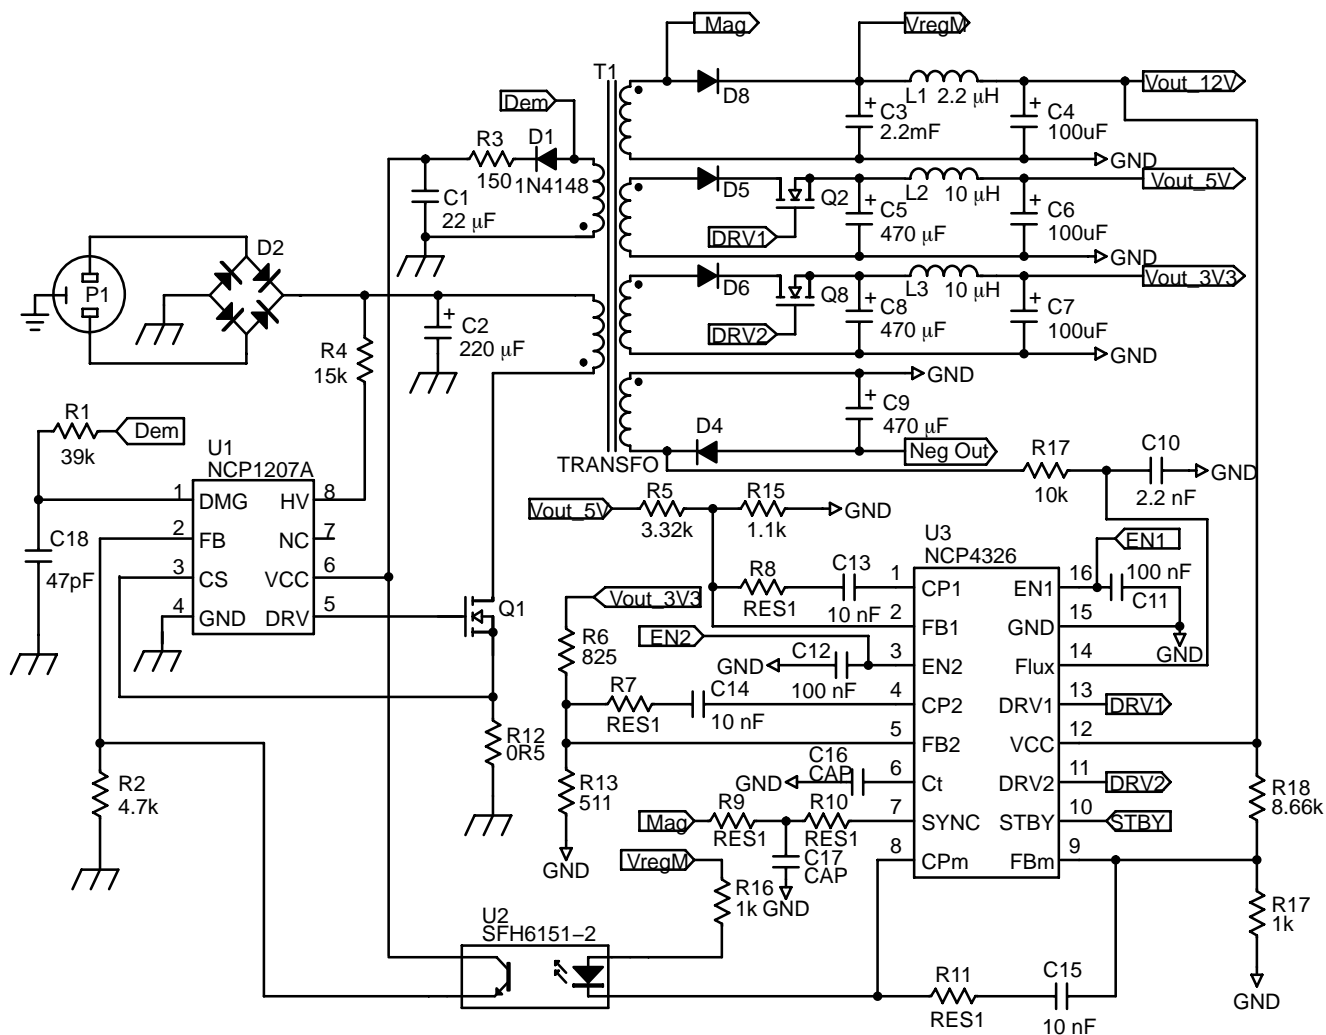 Mag
VregM
T1
D8
L1 2.2 μH
Vout_12V
C3
2.2mF
C4
100uF
GND
Dem
R3
150
D1
1N4148
C1
22 μF
D5
Q2
L2
10 μH
Vout_5V
DRV1
C5
470 μF
C6
100uF
GND
D2
P1
D6
Q8
L3
10 μH
Vout_3V3
DRV2
C8
470 μF
C7
100uF
GND
R4
15k
C2
220 μF
GND
C9
470 μF
D4
Neg Out
TRANSFO
R1
39k
Dem
U1
NCP1207A
1 DMG HV 8
2 FB NC 7
3 CS VCC 6
4 GND DRV 5
C18
47pF
Q1
R12
0R5
R2
4.7k
R17
10k
C10
2.2 nF
GND
Vout_5V
R5
3.32k
R15
1.1k
GND
U3
NCP4326
EN1
100 nF
C11
GND
R8
RES1
C13
10 nF
Vout_3V3
R6
825
EN2
GND
C12
100 nF
R7
RES1
C14
10 nF
R13
511
GND
C16
CAP
GND
1 CP1 EN1 16
2 FB1 GND 15
3 EN2 Flux 14
4 CP2 DRV1 13
5 FB2 VCC 12
6 Ct DRV2 11
7 SYNC STBY 10
8 CPm FBm 9
DRV1
DRV2
STBY
Mag
R9
RES1
R10
RES1
C17
CAP
GND
VregM
R16
1k
R18
8.66k
R17
1k
GND
U2
SFH6151−2
R11
RES1
C15
10 nF